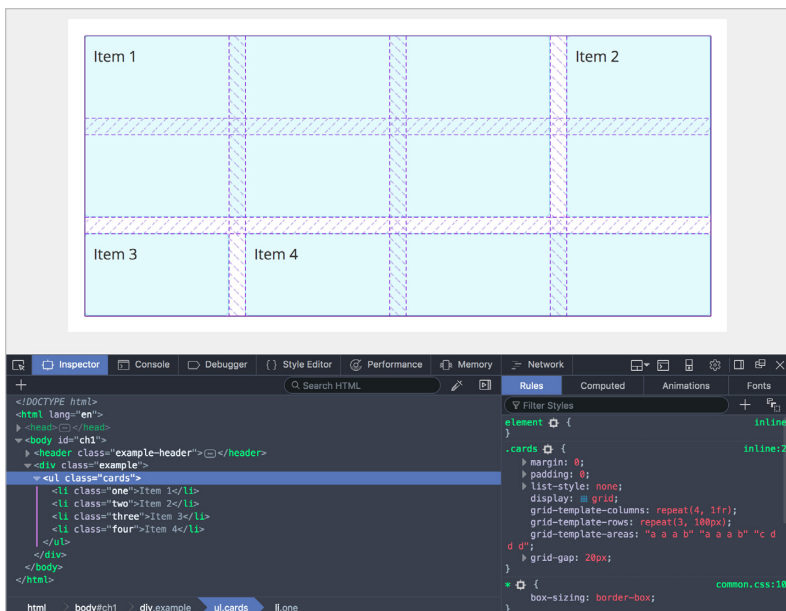 Item 1
Item 2
Item 3
Item 4
Inspector Console Debugger { } Style Editor Performance Memory Network
+ Search HTML
Rules Computed Animations Fonts
Filter Styles +
<!DOCTYPE html>
<html lang="en">
<head></head>
<body id="ch1">
<header class="example-header"></header>
<div class="example">
<ul class="cards">
<li class="one">Item 1</li>
<li class="two">Item 2</li>
<li class="three">Item 3</li>
<li class="four">Item 4</li>
</ul>
</div>
</body>
</html>
html body#ch1 div.example ul.cards li.one
element { inline
}
.cards { inline:2
margin: 0;
padding: 0;
list-style: none;
display: grid;
grid-template-columns: repeat(4, 1fr);
grid-template-rows: repeat(3, 100px);
grid-template-areas: "a a a b" "a a a b" "c d
d d";
grid-gap: 20px;
}
* { common.css:10
box-sizing: border-box;
}